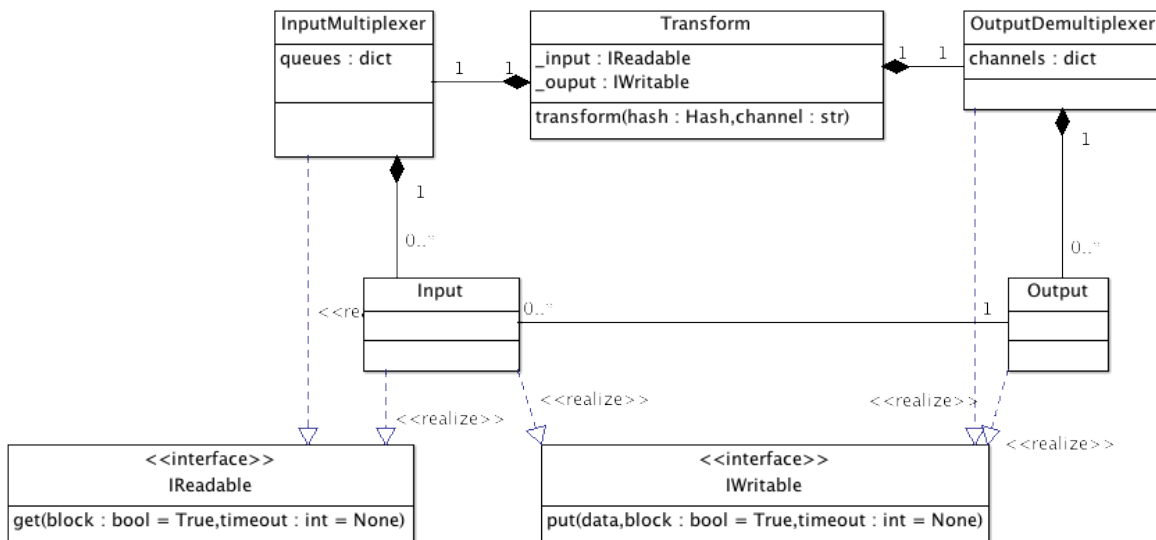 InputMultiplexer
queues : dict
Transform
_input : IReadable
_ouput : IWritable
transform(hash : Hash,channel : str)
OutputDemultiplexer
channels : dict
1
1
1
1
1
1
0..*
0..*
Input
0..*
1
Output
<<re
<<realize>>
<<realize>>
<<realize>>
<<realize>>
<<interface>>
IReadable
get(block : bool = True,timeout : int = None)
<<interface>>
IWritable
put(data,block : bool = True,timeout : int = None)